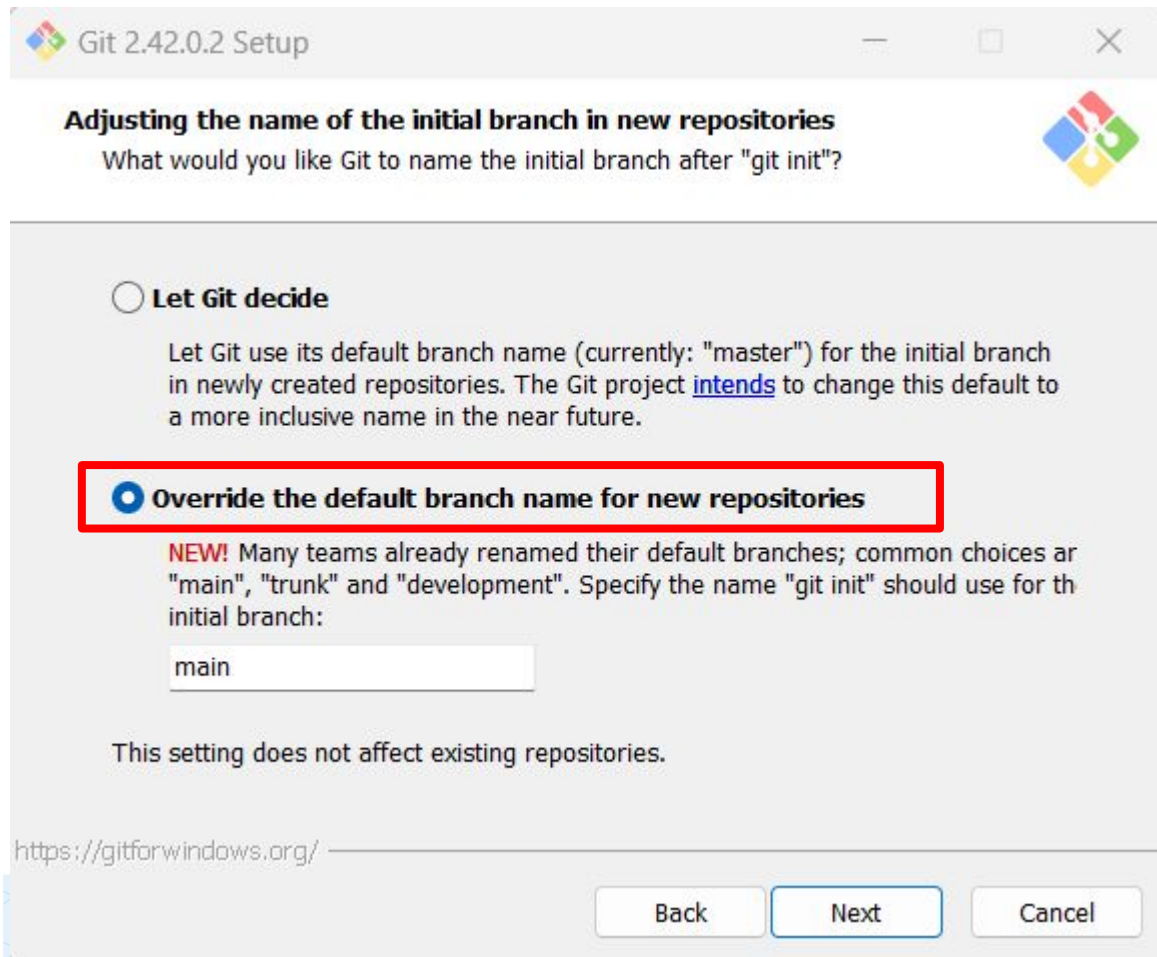 Git 2.42.0.2 Setup
Adjusting the name of the initial branch in new repositories
What would you like Git to name the initial branch after "git init"?
Let Git decide
Let Git use its default branch name (currently: "master") for the initial branch
in newly created repositories. The Git project intends to change this default to
a more inclusive name in the near future.
Override the default branch name for new repositories
NEW! Many teams already renamed their default branches; common choices ar
"main", "trunk" and "development". Specify the name "git init" should use for th
initial branch:
main
This setting does not affect existing repositories.
https://gitforwindows.org/
Back Next Cancel